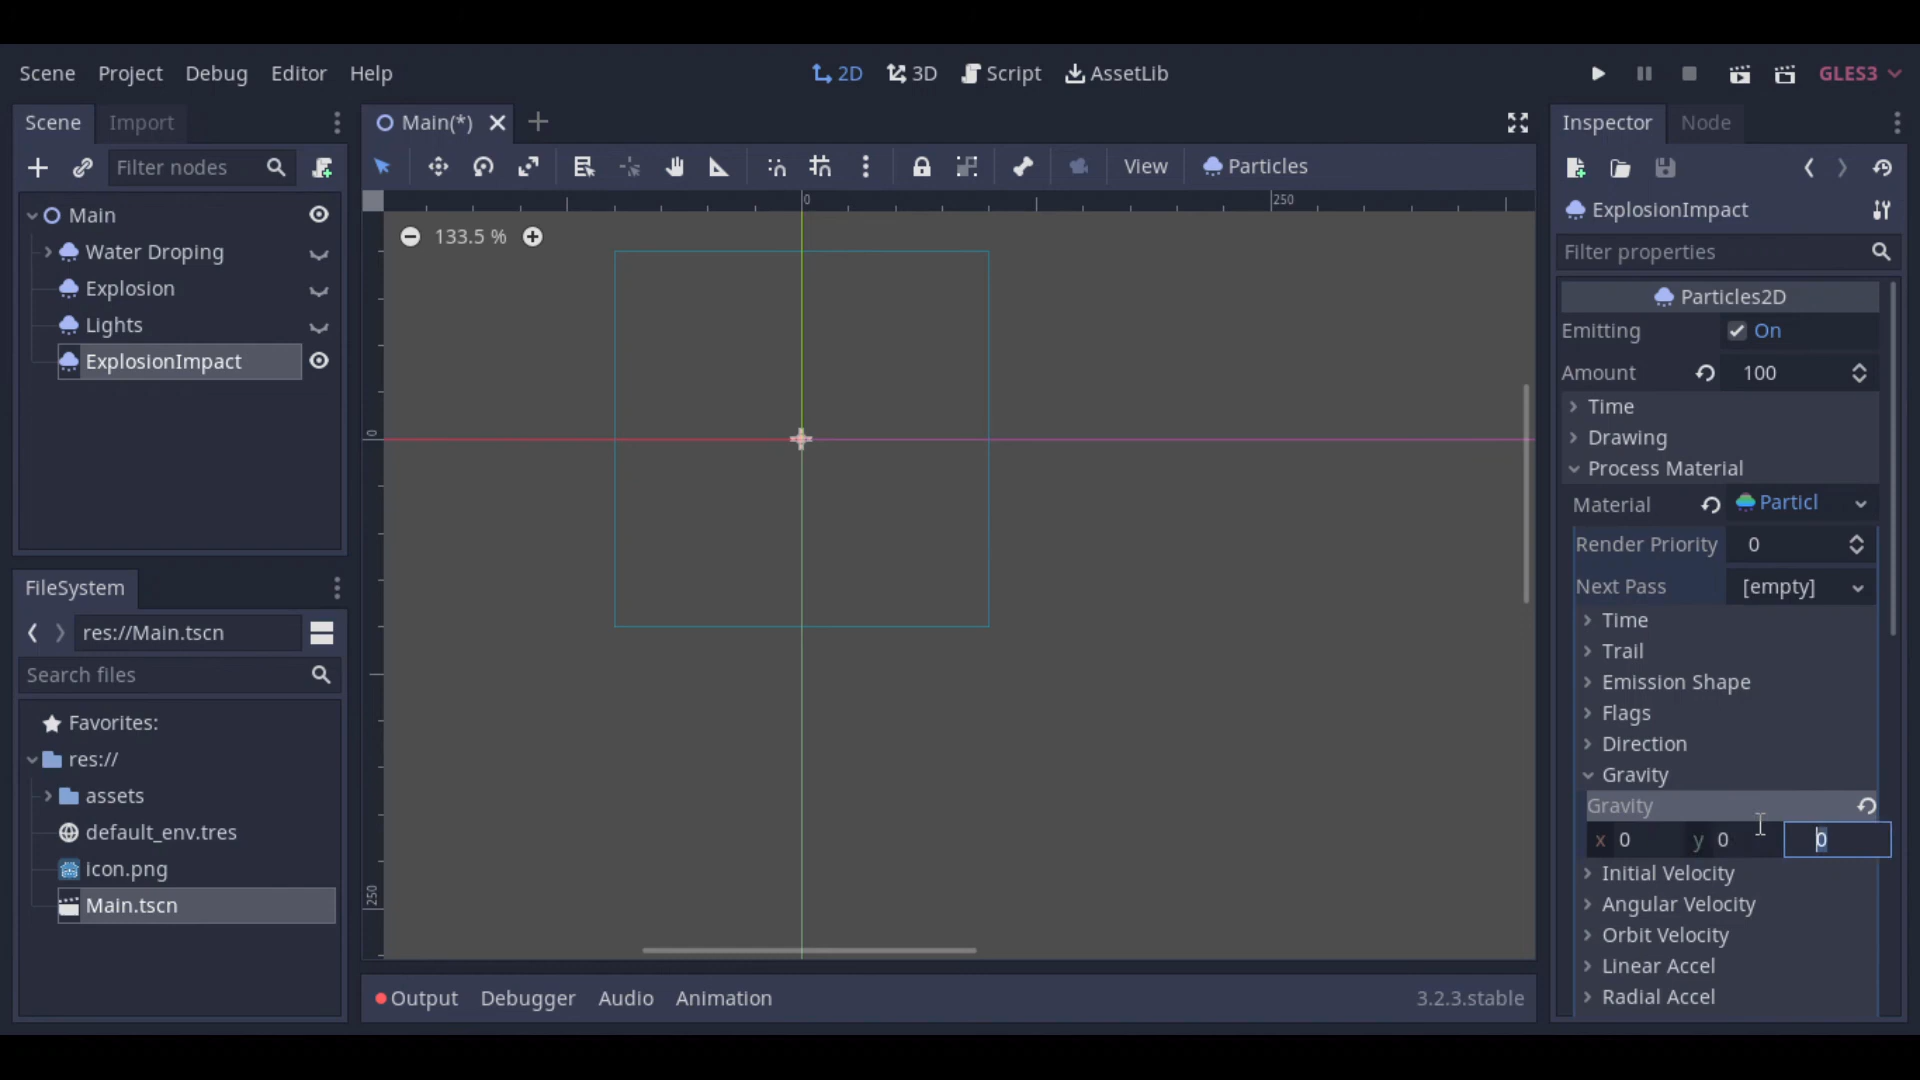 Scene Project Debug Editor Help 2D 3D Script AssetLib GLES3
Scene Import
Filter nodes
Main
Water Droping
Explosion
Lights
ExplosionImpact
FileSystem
res://Main.tscn
Search files
Favorites:
res://
assets
default_env.tres
icon.png
Main.tscn
Main(*)
View Particles
0 250
133.5 %
0
250
Output Debugger Audio Animation 3.2.3.stable
Inspector Node
ExplosionImpact
Filter properties
Particles2D
Emitting On
Amount 100
Time
Drawing
Process Material
Material Particl
Render Priority 0
Next Pass [empty]
Time
Trail
Emission Shape
Flags
Direction
Gravity
Gravity
x 0 y 0 0
Initial Velocity
Angular Velocity
Orbit Velocity
Linear Accel
Radial Accel